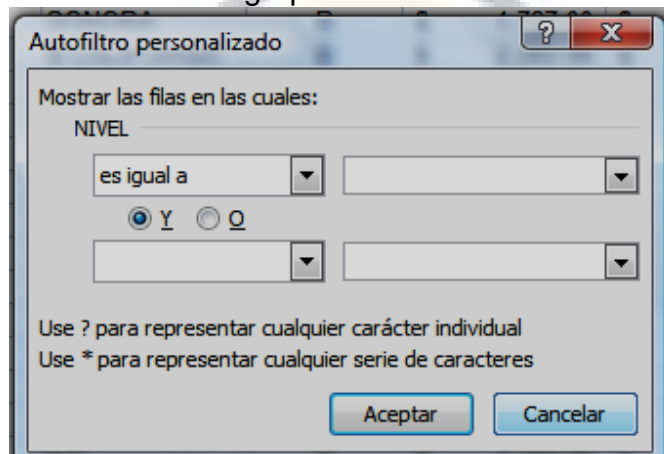 Autofiltro personalizado
Mostrar las filas en las cuales:
NIVEL
es igual a
Y O
Use ? para representar cualquier carácter individual
Use * para representar cualquier serie de caracteres
Aceptar Cancelar